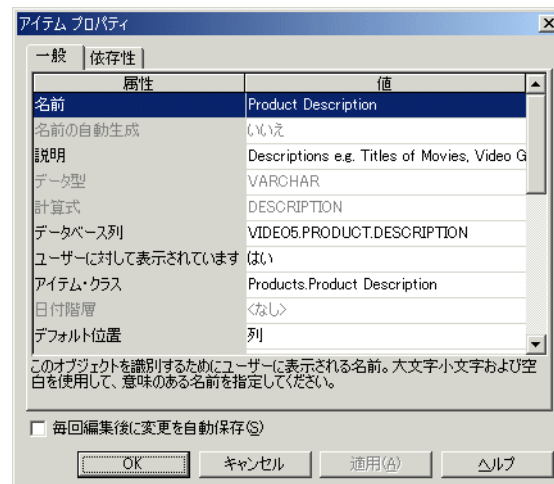 アイテム プロパティ
一般 依存性
属性 値
名前 Product Description
名前の自動生成 いいえ
説明 Descriptions e.g. Titles of Movies, Video G
データ型 VARCHAR
計算式 DESCRIPTION
データベース列 VIDEO5.PRODUCT.DESCRIPTION
ユーザーに対して表示されています はい
アイテム・クラス Products.Product Description
日付階層 <なし>
デフォルト位置 列
このオブジェクトを識別するためにユーザーに表示される名前。大文字小文字および空
白を使用して、意味のある名前を指定してください。
毎回編集後に変更を自動保存(S)
OK キャンセル 適用(A) ヘルプ